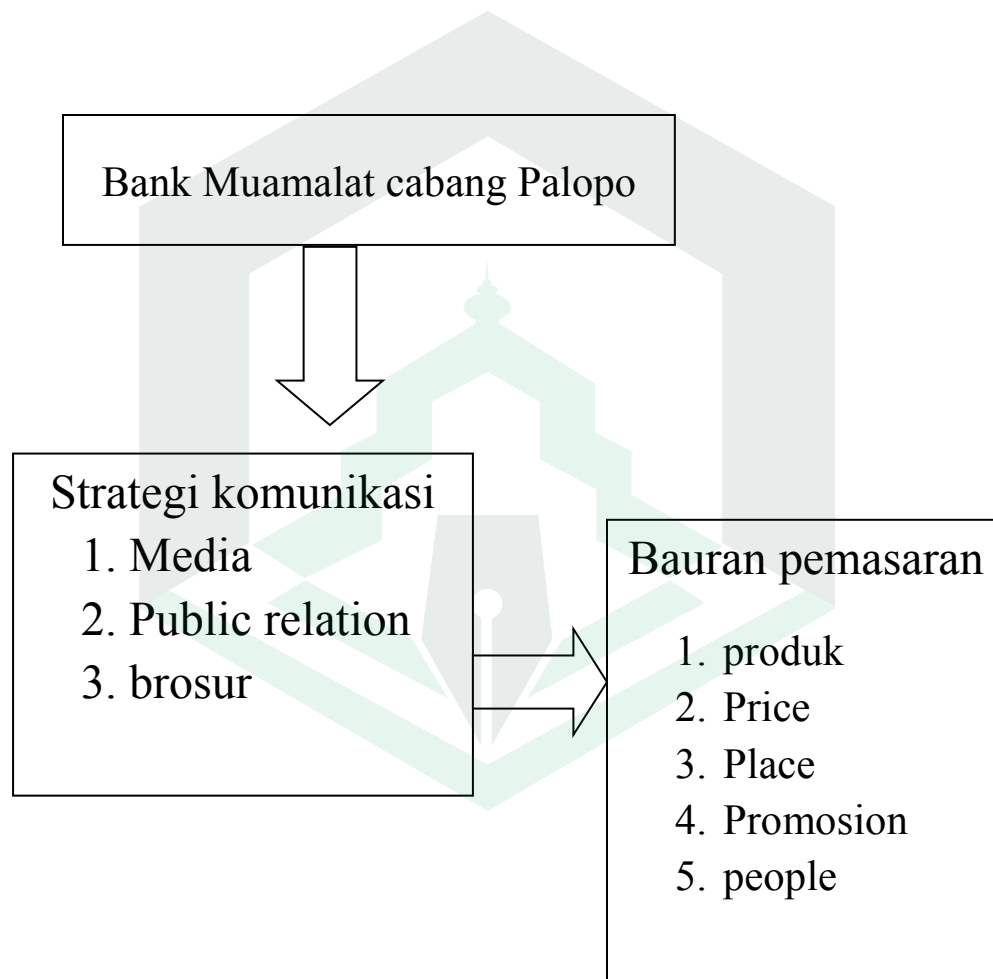 Bank Muamalat cabang Palopo
Strategi komunikasi
1. Media
2. Public relation
3. brosur
Bauran pemasaran
1. produk
2. Price
3. Place
4. Promosion
5. people